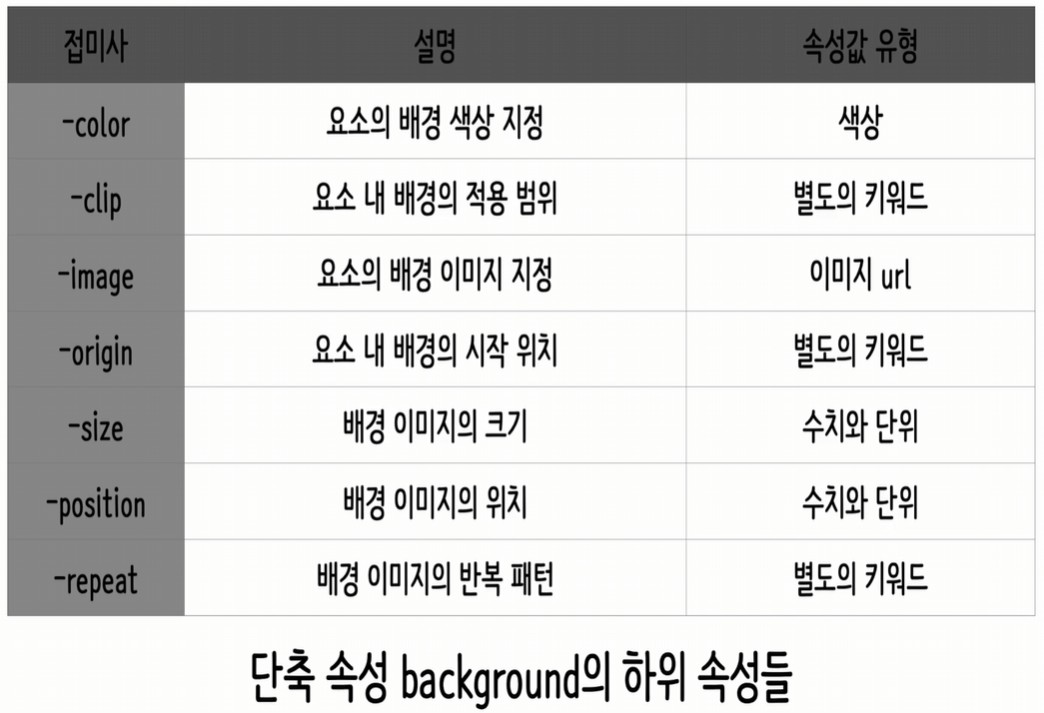 접미사 설명 속성값 유형
-color 요소의 배경 색상 지정 색상
-clip 요소 내 배경의 적용 범위 별도의 키워드
-image 요소의 배경 이미지 지정 이미지 url
-origin 요소 내 배경의 시작 위치 별도의 키워드
-size 배경 이미지의 크기 수치와 단위
-position 배경 이미지의 위치 수치와 단위
-repeat 배경 이미지의 반복 패턴 별도의 키워드
단축 속성 background의 하위 속성들